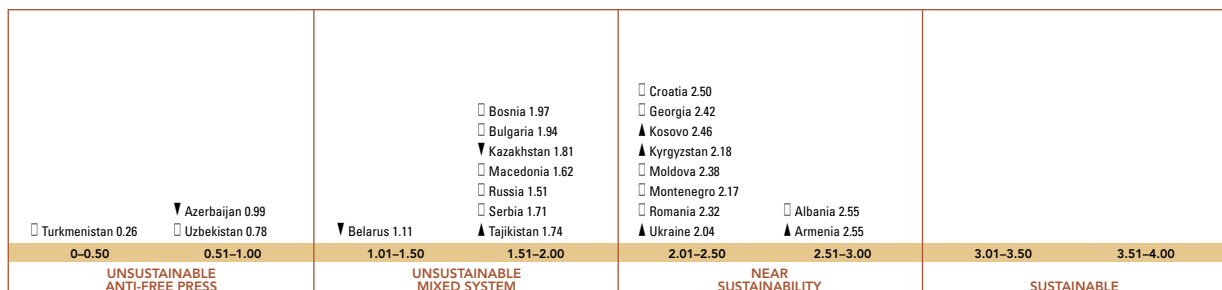 □ Croatia 2.50
□ Bosnia 1.97 □ Georgia 2.42
□ Bulgaria 1.94 ▲ Kosovo 2.46
▼ Kazakhstan 1.81 ▲ Kyrgyzstan 2.18
□ Macedonia 1.62 □ Moldova 2.38
□ Russia 1.51 □ Montenegro 2.17
▼ Azerbaijan 0.99 □ Serbia 1.71 □ Romania 2.32 □ Albania 2.55
□ Turkmenistan 0.26 □ Uzbekistan 0.78 ▼ Belarus 1.11 ▲ Tajikistan 1.74 ▲ Ukraine 2.04 ▲ Armenia 2.55
0–0.50 0.51–1.00 1.01–1.50 1.51–2.00 2.01–2.50 2.51–3.00 3.01–3.50 3.51–4.00
UNSUSTAINABLE UNSUSTAINABLE NEAR
ANTI-FREE PRESS MIXED SYSTEM SUSTAINABILITY SUSTAINABLE